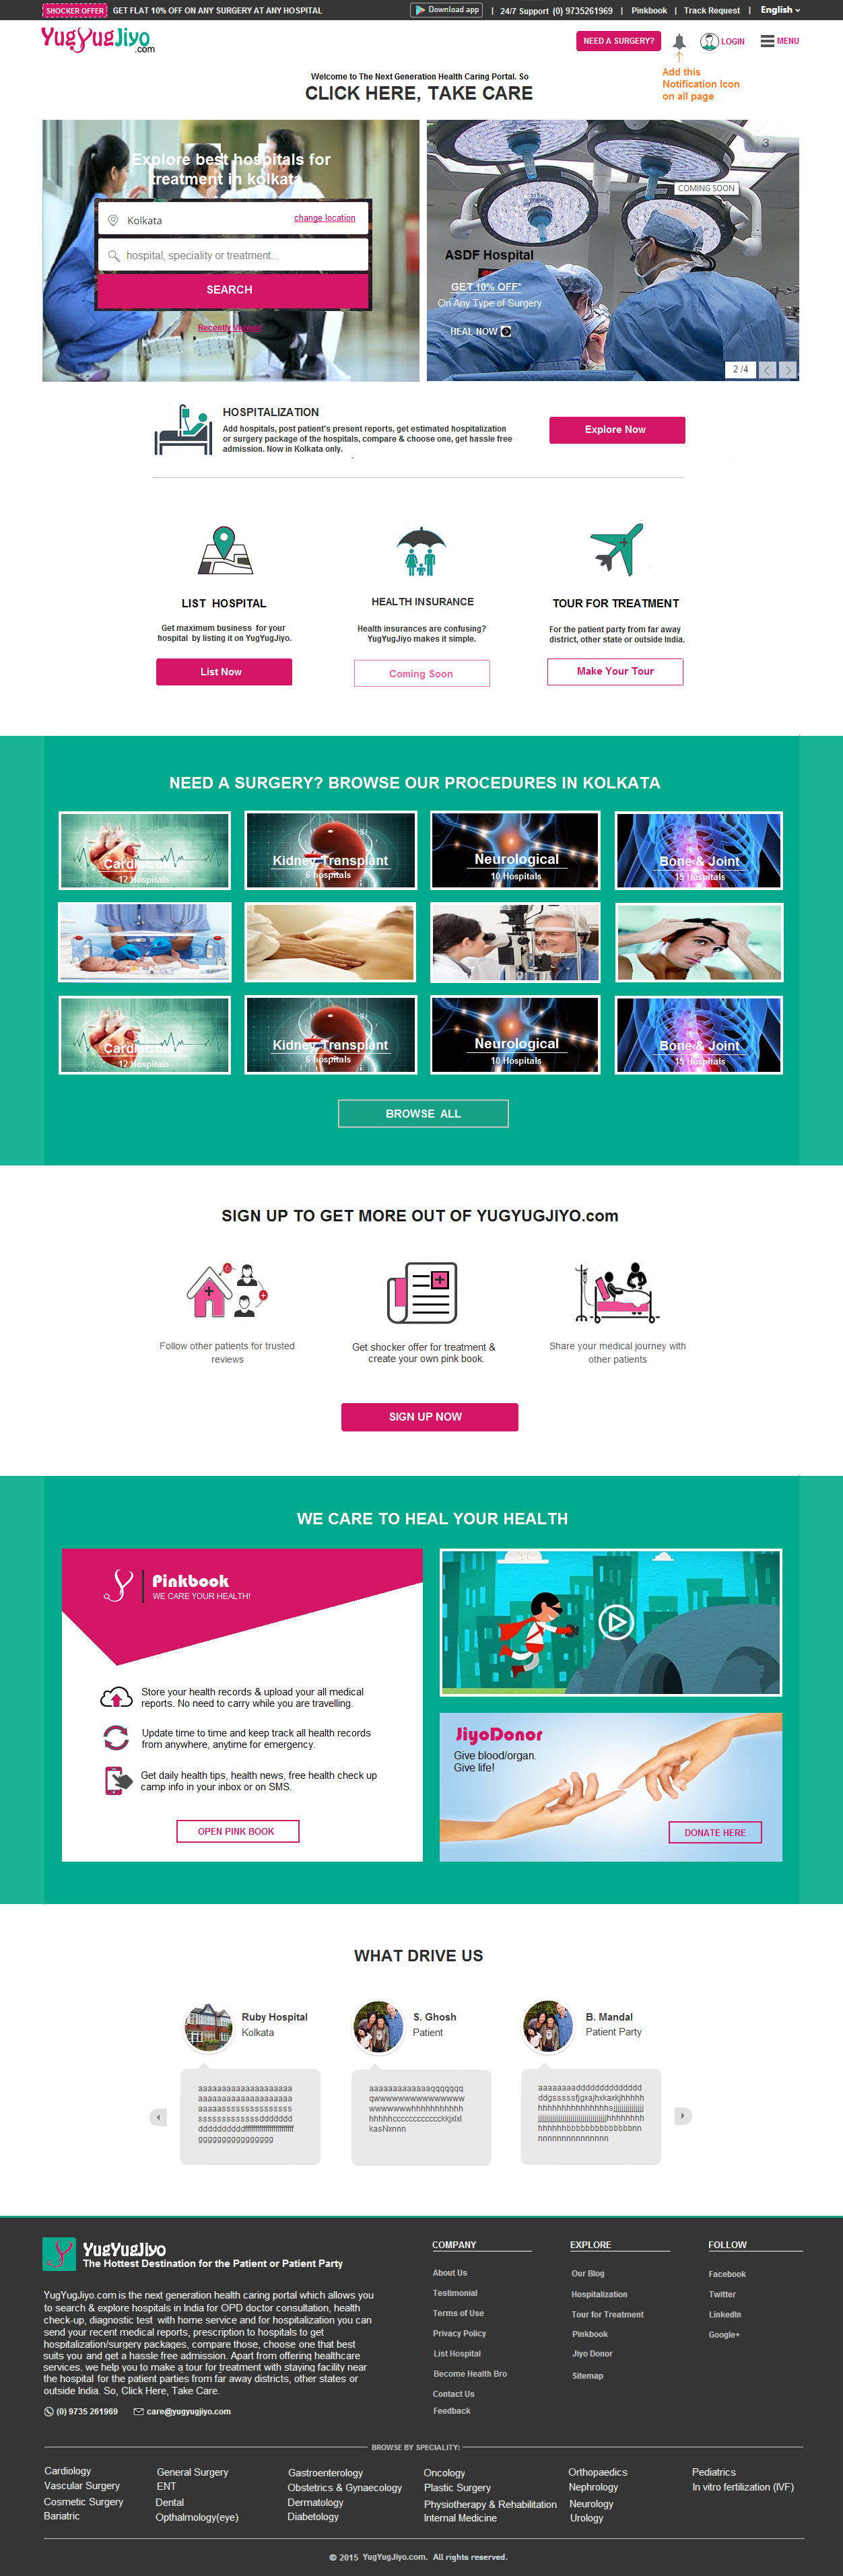 SHOCKER OFFER GET FLAT 10% OFF ON ANY SURGERY AT ANY HOSPITAL Download app | 24/7 Support (0) 9735261969 | Pinkbook | Track Request | English
YugYugJiyo.com
NEED A SURGERY? LOGIN MENU
Add this
Notification Icon
on all page
Welcome to The Next Generation Health Caring Portal. So
CLICK HERE, TAKE CARE
Explore best hospitals for
treatment in kolkata
Kolkata change location
hospital, speciality or treatment...
SEARCH
Recently Viewed
3
COMING SOON
ASDF Hospital
GET 10% OFF*
On Any Type of Surgery
HEAL NOW
2 /4
HOSPITALIZATION
Add hospitals, post patient's present reports, get estimated hospitalization
or surgery package of the hospitals, compare & choose one, get hassle free
admission. Now in Kolkata only.
Explore Now
LIST HOSPITAL
Get maximum business for your
hospital by listing it on YugYugJiyo.
List Now
HEALTH INSURANCE
Health insurances are confusing?
YugYugJiyo makes it simple.
Coming Soon
TOUR FOR TREATMENT
For the patient party from far away
district, other state or outside India.
Make Your Tour
NEED A SURGERY? BROWSE OUR PROCEDURES IN KOLKATA
Cardiac
12 Hospitals
Kidney Transplant
6 hospitals
Neurological
10 Hospitals
Bone & Joint
15 Hospitals
Cardiac
12 Hospitals
Kidney Transplant
6 hospitals
Neurological
10 Hospitals
Bone & Joint
15 Hospitals
BROWSE ALL
SIGN UP TO GET MORE OUT OF YUGYUGJIYO.com
Follow other patients for trusted
reviews
Get shocker offer for treatment &
create your own pink book.
Share your medical journey with
other patients
SIGN UP NOW
WE CARE TO HEAL YOUR HEALTH
Pinkbook
WE CARE YOUR HEALTH!
Store your health records & upload your all medical
reports. No need to carry while you are travelling.
Update time to time and keep track all health records
from anywhere, anytime for emergency.
Get daily health tips, health news, free health check up
camp info in your inbox or on SMS.
OPEN PINK BOOK
JiyoDonor
Give blood/organ.
Give life!
DONATE HERE
WHAT DRIVE US
Ruby Hospital
Kolkata
S. Ghosh
Patient
B. Mandal
Patient Party
YugYugJiyo
The Hottest Destination for the Patient or Patient Party
YugYugJiyo.com is the next generation health caring portal which allows you
to search & explore hospitals in India for OPD doctor consultation, health
check-up, diagnostic test with home service and for hospitalization you can
send your recent medical reports, prescription to hospitals to get
hospitalization/surgery packages, compare those, choose one that best
suits you and get a hassle free admission. Apart from offering healthcare
services, we help you to make a tour for treatment with staying facility near
the hospital for the patient parties from far away districts, other states or
outside India. So, Click Here, Take Care.
(0) 9735 261969 care@yugyugjiyo.com
COMPANY
About Us
Testimonial
Terms of Use
Privacy Policy
List Hospital
Become Health Bro
Contact Us
Feedback
EXPLORE
Our Blog
Hospitalization
Tour for Treatment
Pinkbook
Jiyo Donor
Sitemap
FOLLOW
Facebook
Twitter
LinkedIn
Google+
BROWSE BY SPECIALITY:
Cardiology
Vascular Surgery
Cosmetic Surgery
Bariatric
General Surgery
ENT
Dental
Opthalmology(eye)
Gastroenterology
Obstetrics & Gynaecology
Dermatology
Diabetology
Oncology
Plastic Surgery
Physiotherapy & Rehabilitation
Internal Medicine
Orthopaedics
Nephrology
Neurology
Urology
Pediatrics
In vitro fertilization (IVF)
© 2015 YugYugJiyo.com. All rights reserved.